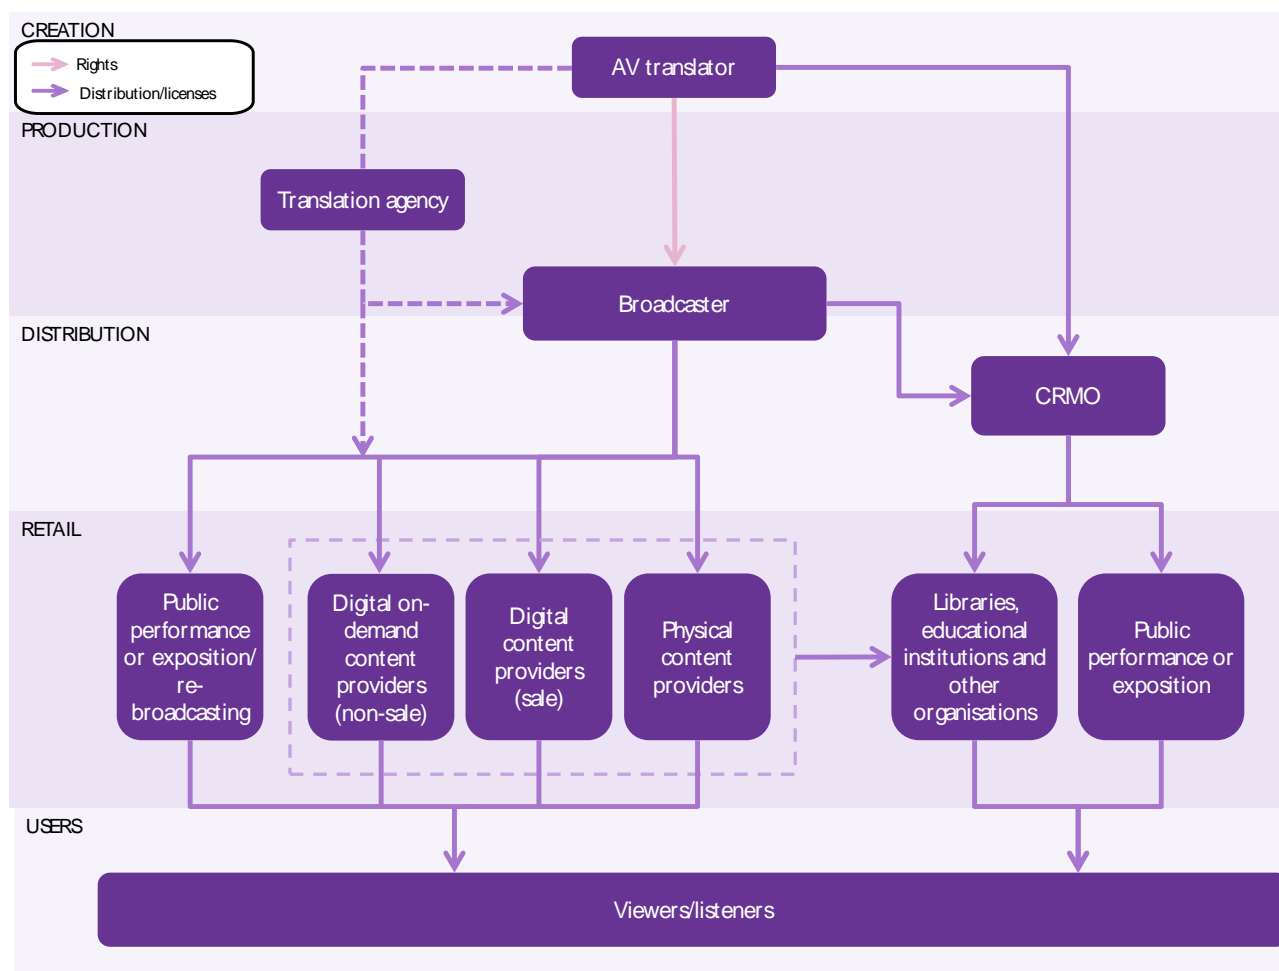 CREATION
Rights
Distribution/licenses
AV translator
PRODUCTION
Translation agency
Broadcaster
DISTRIBUTION
CRMO
RETAIL
Public
performance
or exposition/
re-
broadcasting
Digital on-
demand
content
providers
(non-sale)
Digital
content
providers
(sale)
Physical
content
providers
Libraries,
educational
institutions and
other
organisations
Public
performance or
exposition
USERS
Viewers/listeners